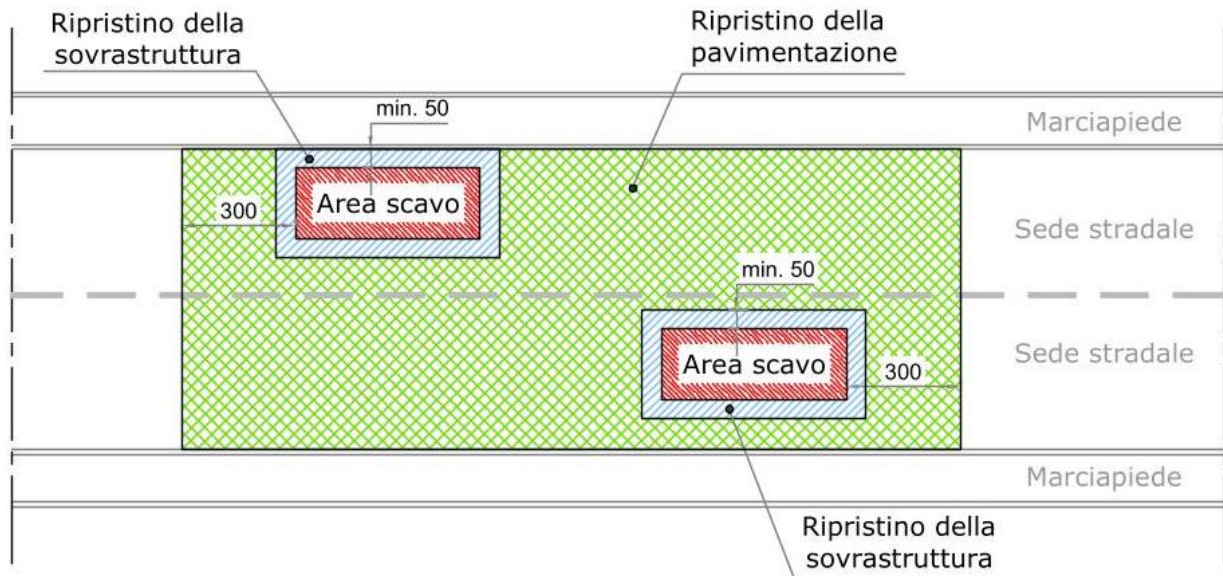 Ripristino della
sovrastruttura
Ripristino della
pavimentazione
min. 50
Marciapiede
300
Area scavo
Sede stradale
min. 50
Sede stradale
Area scavo
300
Marciapiede
Ripristino della
sovrastruttura